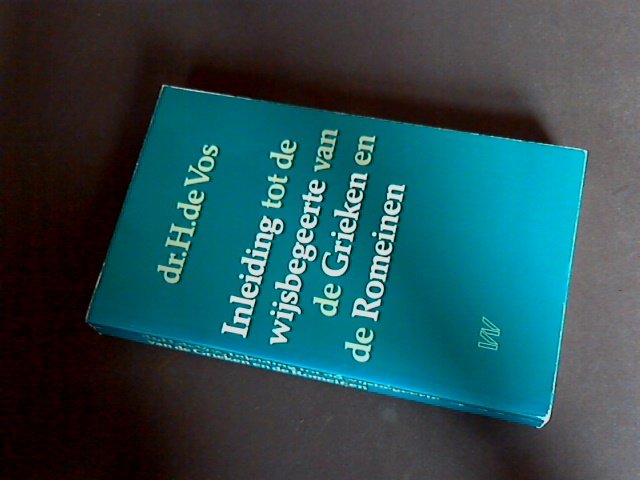 dr.H.de Vos
Inleiding tot de
wijsbegeerte van
de Grieken en
de Romeinen